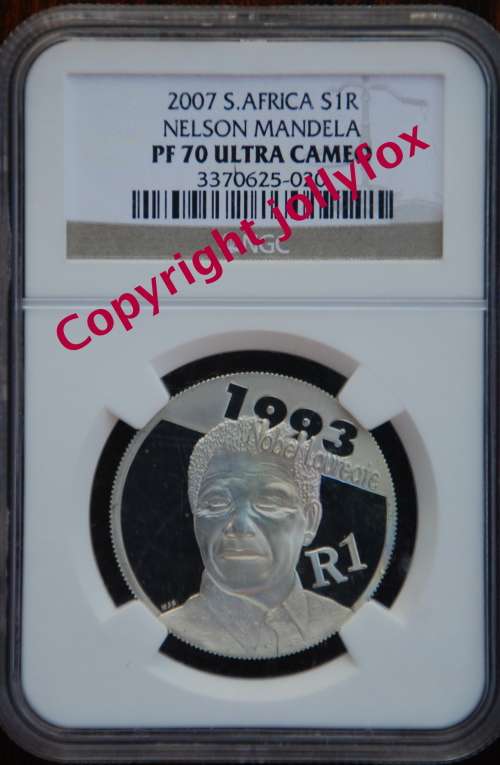 2007 S.AFRICA S1R
NELSON MANDELA
PF 70 ULTRA CAMEO
3370625-030
NGC
Copyright jollyfox
1993
Nobel Laureate
R1